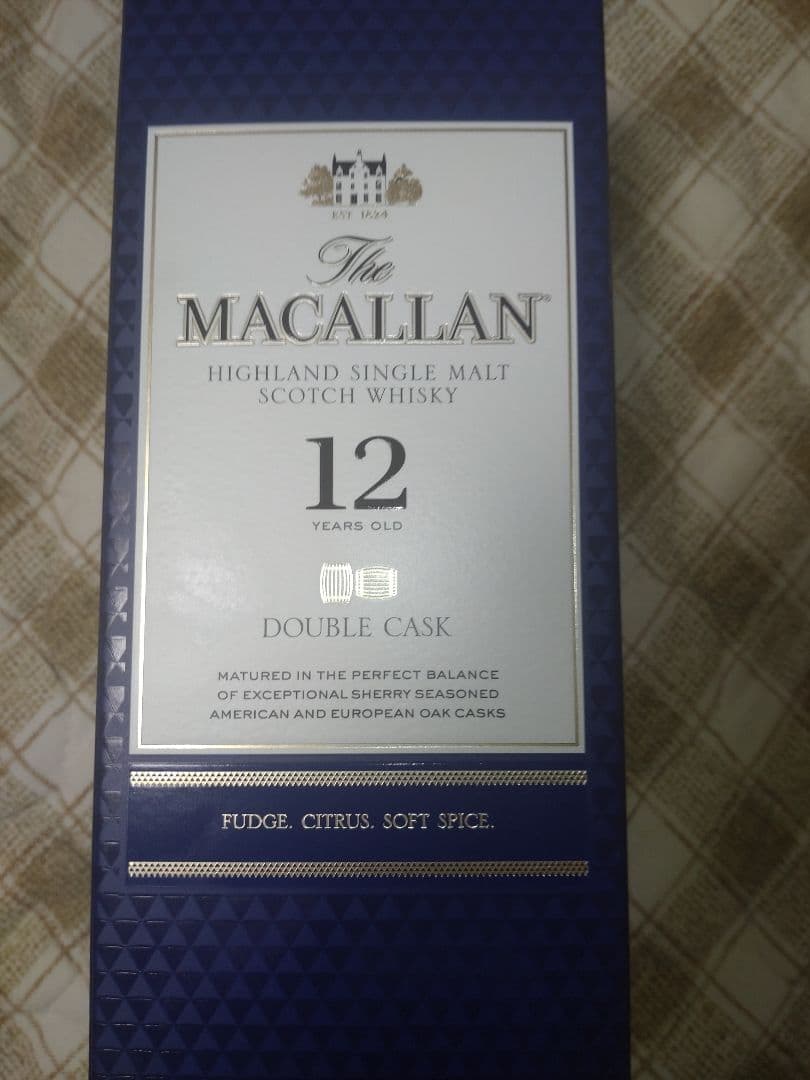 EST 1824
The
MACALLAN®
HIGHLAND SINGLE MALT
SCOTCH WHISKY
12
YEARS OLD
DOUBLE CASK
MATURED IN THE PERFECT BALANCE
OF EXCEPTIONAL SHERRY SEASONED
AMERICAN AND EUROPEAN OAK CASKS
FUDGE. CITRUS. SOFT SPICE.